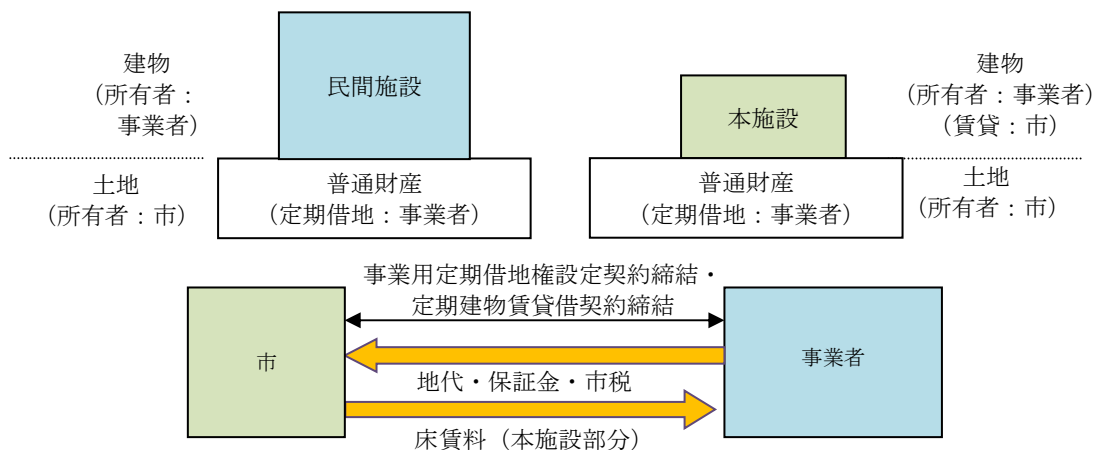 建物
(所有者：
事業者)
民間施設
本施設
建物
(所有者：事業者)
(賃貸：市)
土地
(所有者：市)
普通財産
(定期借地：事業者)
普通財産
(定期借地：事業者)
土地
(所有者：市)
事業用定期借地権設定契約締結・
定期建物賃貸借契約締結
市
事業者
地代・保証金・市税
床賃料（本施設部分）